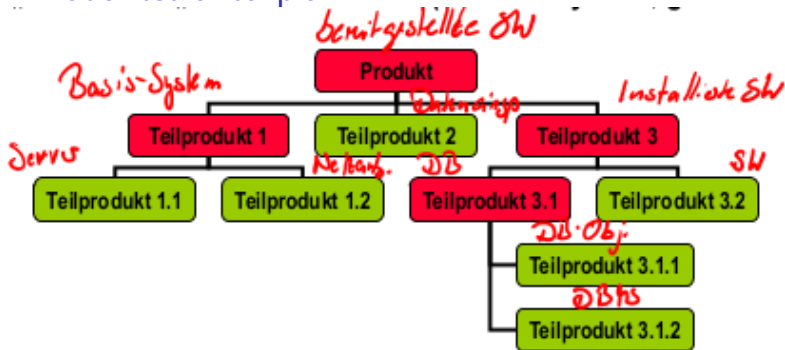 bereitgestellte SW
Produkt
Basis-System
Installierte SW
Teilprodukt 1
Teilprodukt 2
Teilprodukt 3
Server
DB
SW
Teilprodukt 1.1
Teilprodukt 1.2
Teilprodukt 3.1
Teilprodukt 3.2
DB-Obj.
Teilprodukt 3.1.1
DBMS
Teilprodukt 3.1.2